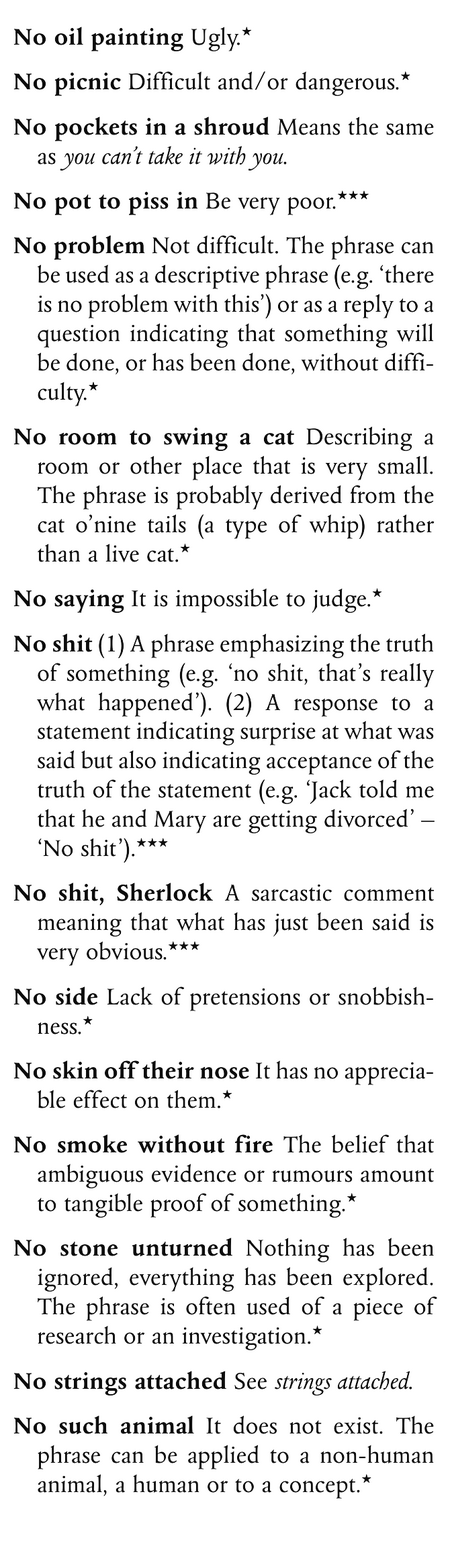 No oil painting Ugly.★
No picnic Difficult and/or dangerous.★
No pockets in a shroud Means the same
as you can't take it with you.
No pot to piss in Be very poor.★★★
No problem Not difficult. The phrase can
be used as a descriptive phrase (e.g. ‘there
is no problem with this’) or as a reply to a
question indicating that something will
be done, or has been done, without diffi-
culty.★
No room to swing a cat Describing a
room or other place that is very small.
The phrase is probably derived from the
cat o’nine tails (a type of whip) rather
than a live cat.★
No saying It is impossible to judge.★
No shit (1) A phrase emphasizing the truth
of something (e.g. ‘no shit, that’s really
what happened’). (2) A response to a
statement indicating surprise at what was
said but also indicating acceptance of the
truth of the statement (e.g. ‘Jack told me
that he and Mary are getting divorced’ –
‘No shit’).★★★
No shit, Sherlock A sarcastic comment
meaning that what has just been said is
very obvious.★★★
No side Lack of pretensions or snobbish-
ness.★
No skin off their nose It has no apprecia-
ble effect on them.★
No smoke without fire The belief that
ambiguous evidence or rumours amount
to tangible proof of something.★
No stone unturned Nothing has been
ignored, everything has been explored.
The phrase is often used of a piece of
research or an investigation.★
No strings attached See strings attached.
No such animal It does not exist. The
phrase can be applied to a non-human
animal, a human or to a concept.★